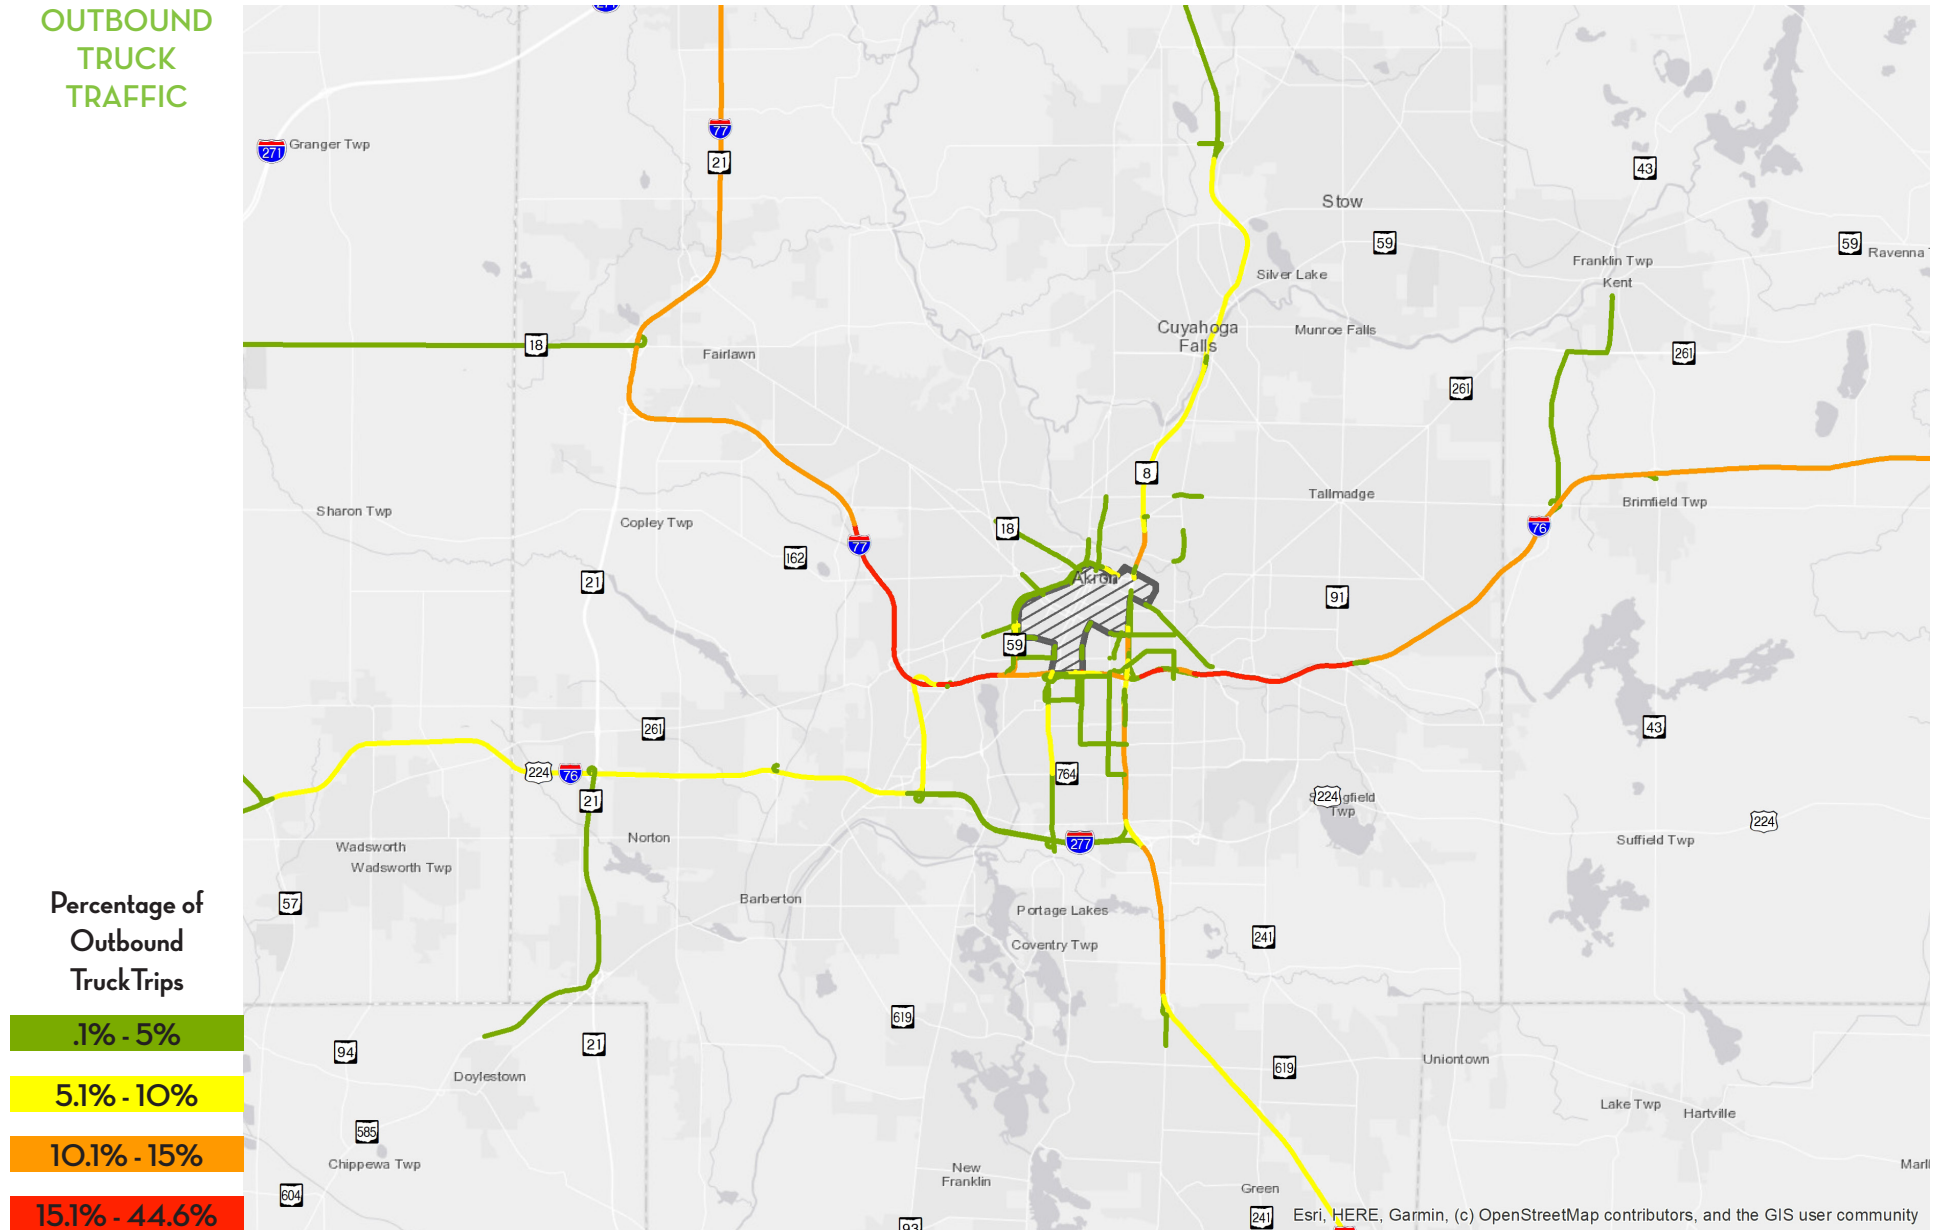 OUTBOUND
TRUCK
TRAFFIC
271
77
271
Granger Twp
21
43
Stow
59
59
Ravenna
Franklin Twp
Silver Lake
Kent
Cuyahoga
Falls
Munroe Falls
18
Fairlawn
261
261
8
Tallmadge
Sharon Twp
Copley Twp
18
Brimfield Twp
76
77
162
Akron
21
91
59
261
43
224
76
764
21
224
Twp
224
Norton
277
Suffield Twp
Wadsworth
Wadsworth Twp
57
Barberton
Portage Lakes
Coventry Twp
241
Percentage of
Outbound
Truck Trips
.1% - 5%
5.1% - 10%
10.1% - 15%
15.1% - 44.6%
619
94
21
Doylestown
619
Uniontown
Lake Twp
Hartville
585
Chippewa Twp
New
Franklin
Marl
604
Green
241
93
Esri, HERE, Garmin, (c) OpenStreetMap contributors, and the GIS user community